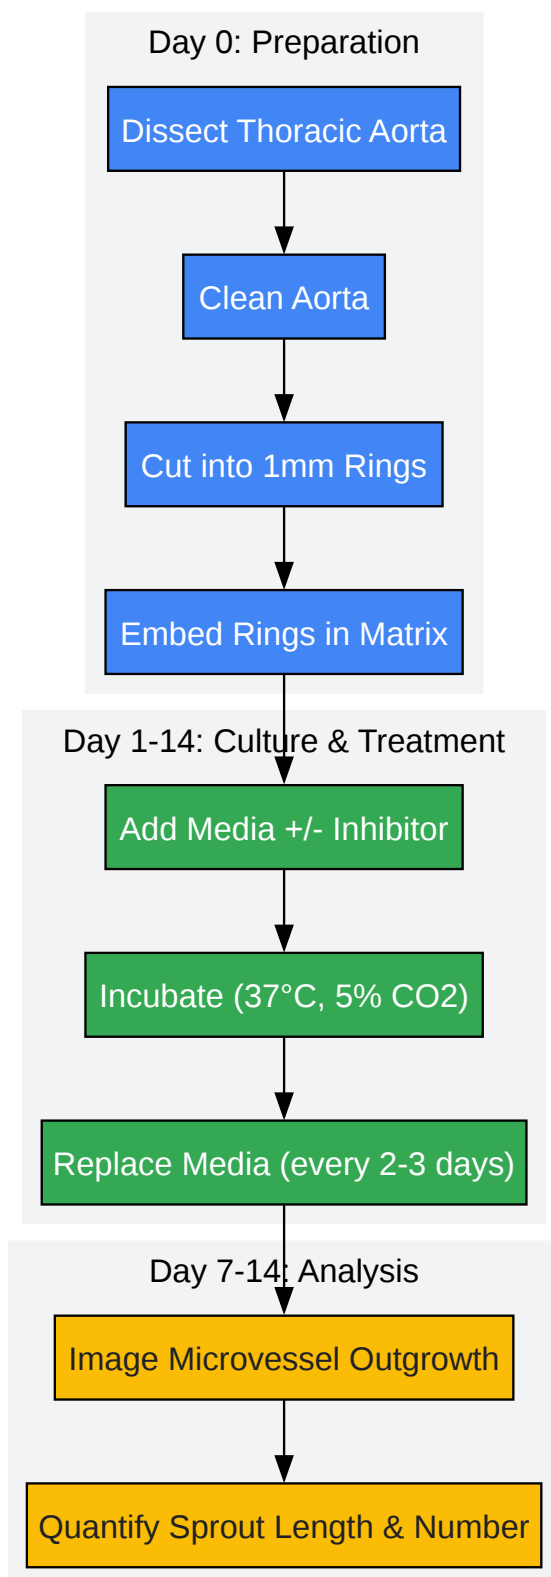 Day 0: Preparation
Dissect Thoracic Aorta
Clean Aorta
Cut into 1mm Rings
Embed Rings in Matrix
Day 1-14: Culture & Treatment
Add Media +/- Inhibitor
Incubate (37°C, 5% CO2)
Replace Media (every 2-3 days)
Day 7-14: Analysis
Image Microvessel Outgrowth
Quantify Sprout Length & Number